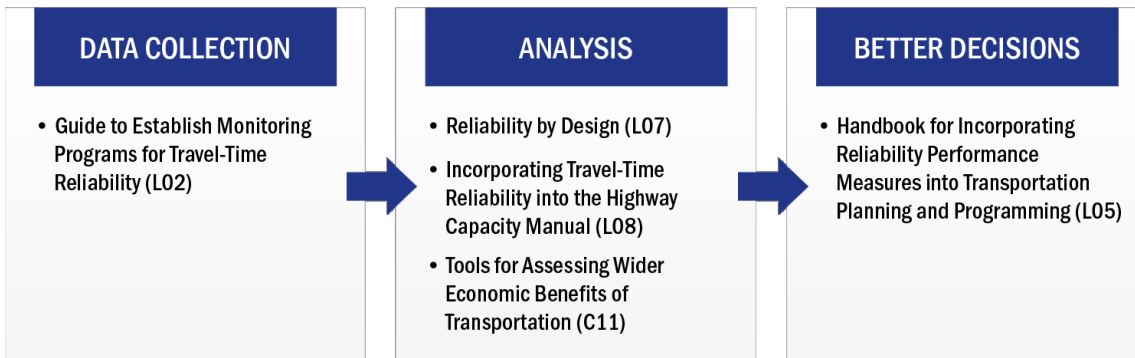 DATA COLLECTION
• Guide to Establish Monitoring
Programs for Travel-Time
Reliability (L02)
ANALYSIS
• Reliability by Design (L07)
• Incorporating Travel-Time
Reliability into the Highway
Capacity Manual (L08)
• Tools for Assessing Wider
Economic Benefits of
Transportation (C11)
BETTER DECISIONS
• Handbook for Incorporating
Reliability Performance
Measures into Transportation
Planning and Programming (L05)